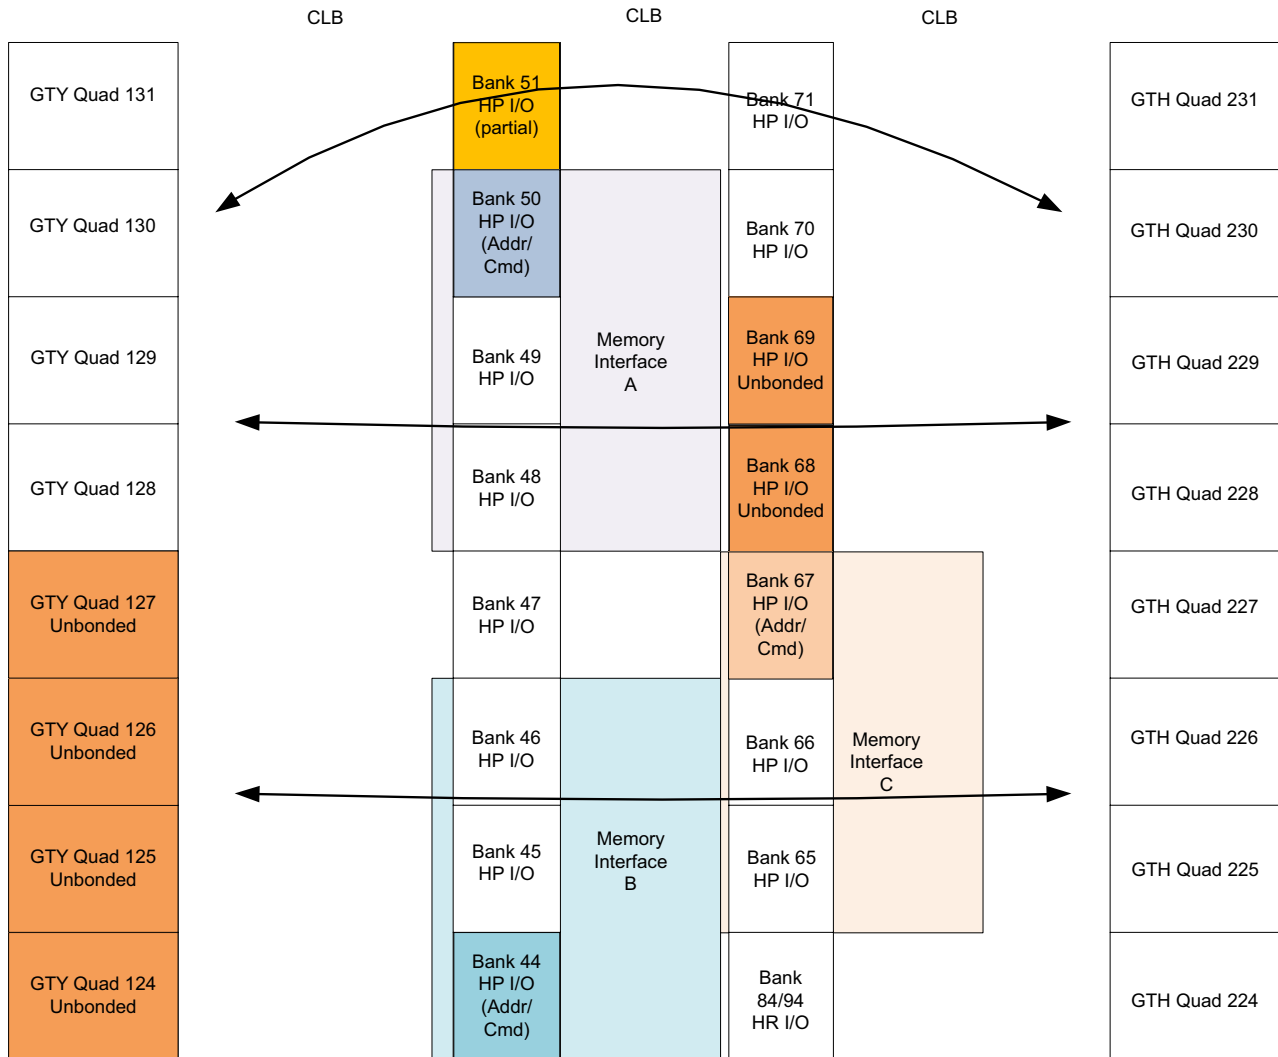 CLB
CLB
CLB
GTY Quad 131
Bank 51
HP I/O
(partial)
Bank 71
HP I/O
GTH Quad 231
GTY Quad 130
Bank 50
HP I/O
(Addr/
Cmd)
Bank 70
HP I/O
GTH Quad 230
GTY Quad 129
Bank 49
HP I/O
Memory
Interface
A
Bank 69
HP I/O
Unbonded
GTH Quad 229
GTY Quad 128
Bank 48
HP I/O
Bank 68
HP I/O
Unbonded
GTH Quad 228
GTY Quad 127
Unbonded
Bank 47
HP I/O
Bank 67
HP I/O
(Addr/
Cmd)
GTH Quad 227
GTY Quad 126
Unbonded
Bank 46
HP I/O
Bank 66
HP I/O
Memory
Interface
C
GTH Quad 226
GTY Quad 125
Unbonded
Bank 45
HP I/O
Memory
Interface
B
Bank 65
HP I/O
GTH Quad 225
GTY Quad 124
Unbonded
Bank 44
HP I/O
(Addr/
Cmd)
Bank
84/94
HR I/O
GTH Quad 224